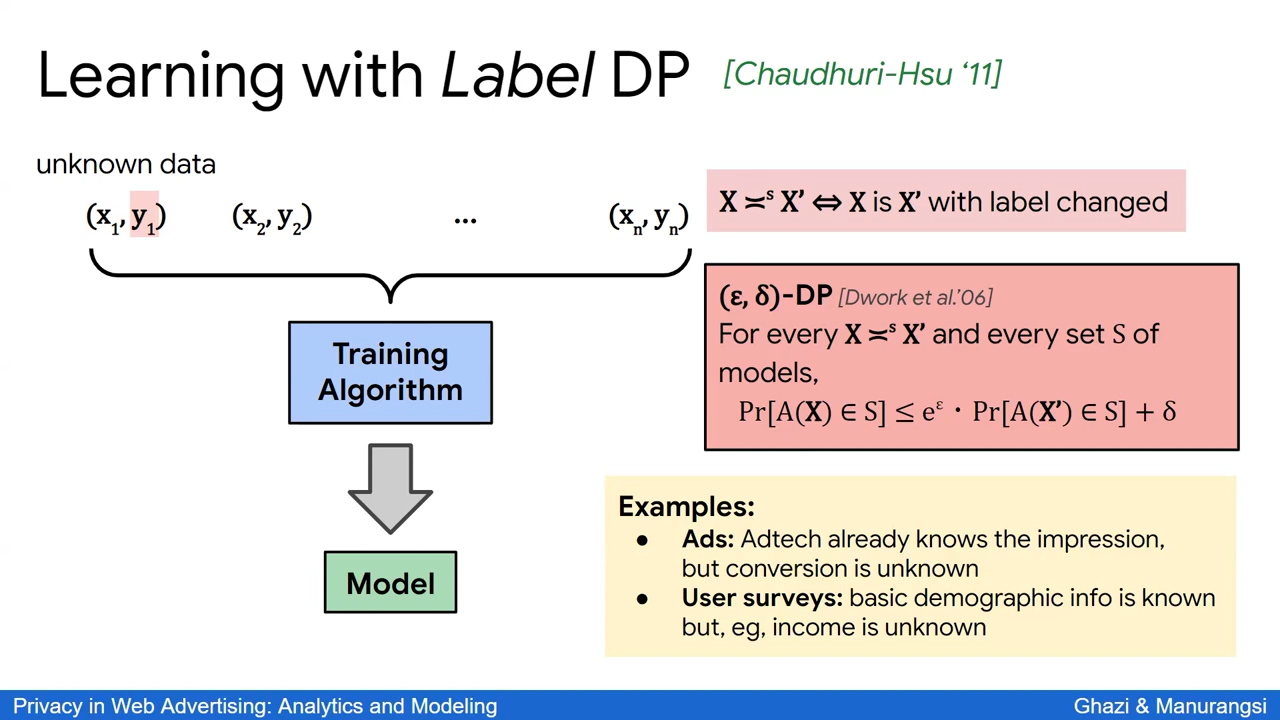 Learning with Label DP [Chaudhuri-Hsu ‘11]
unknown data
(x₁, y₁) (x₂, y₂) ... (xₙ, yₙ)
X ≍ˢ X’ ⇔ X is X’ with label changed
(ε, δ)-DP [Dwork et al.’06]
For every X ≍ˢ X’ and every set S of
models,
Pr[A(X) ∈ S] ≤ e^ε · Pr[A(X’) ∈ S] + δ
Training
Algorithm
Model
Examples:
● Ads: Adtech already knows the impression,
but conversion is unknown
● User surveys: basic demographic info is known
but, eg, income is unknown
Privacy in Web Advertising: Analytics and Modeling
Ghazi & Manurangsi